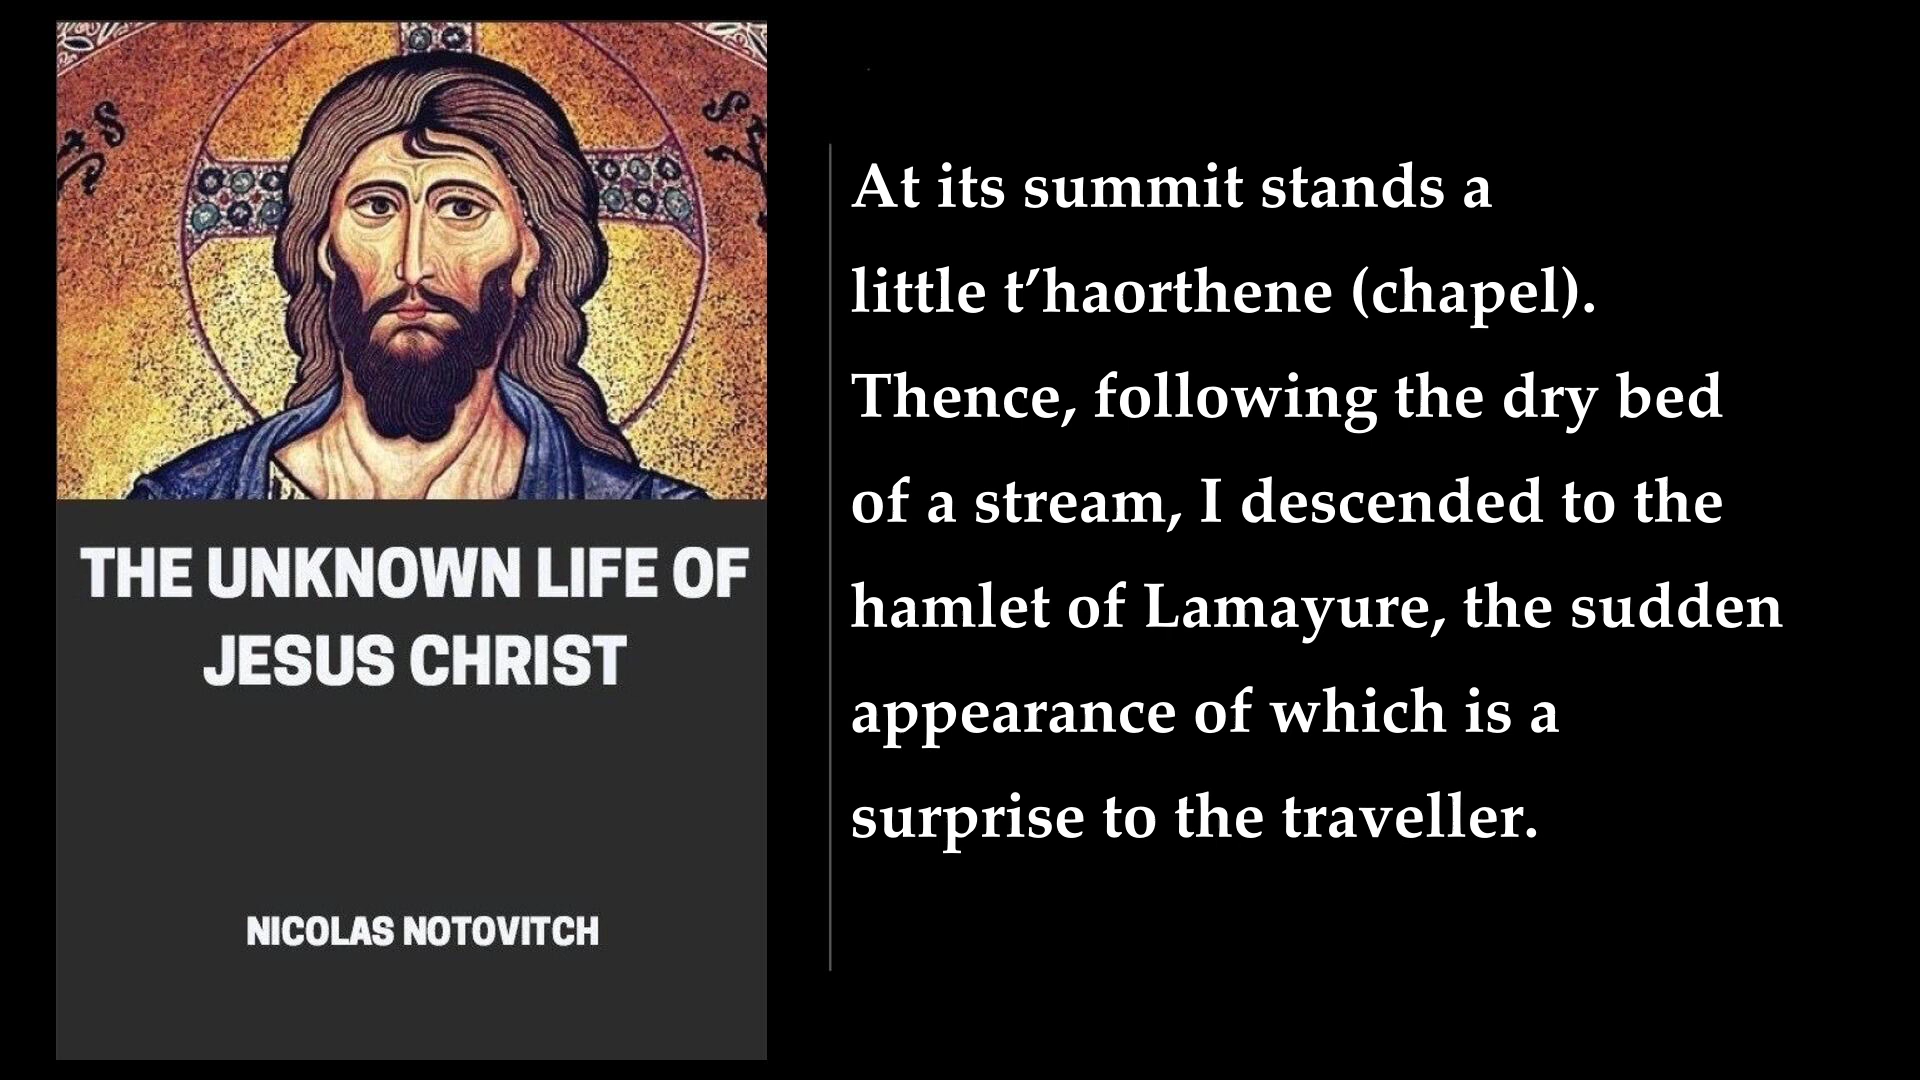 THE UNKNOWN LIFE OF
JESUS CHRIST
NICOLAS NOTOVITCH
At its summit stands a
little t’haorthene (chapel).
Thence, following the dry bed
of a stream, I descended to the
hamlet of Lamayure, the sudden
appearance of which is a
surprise to the traveller.